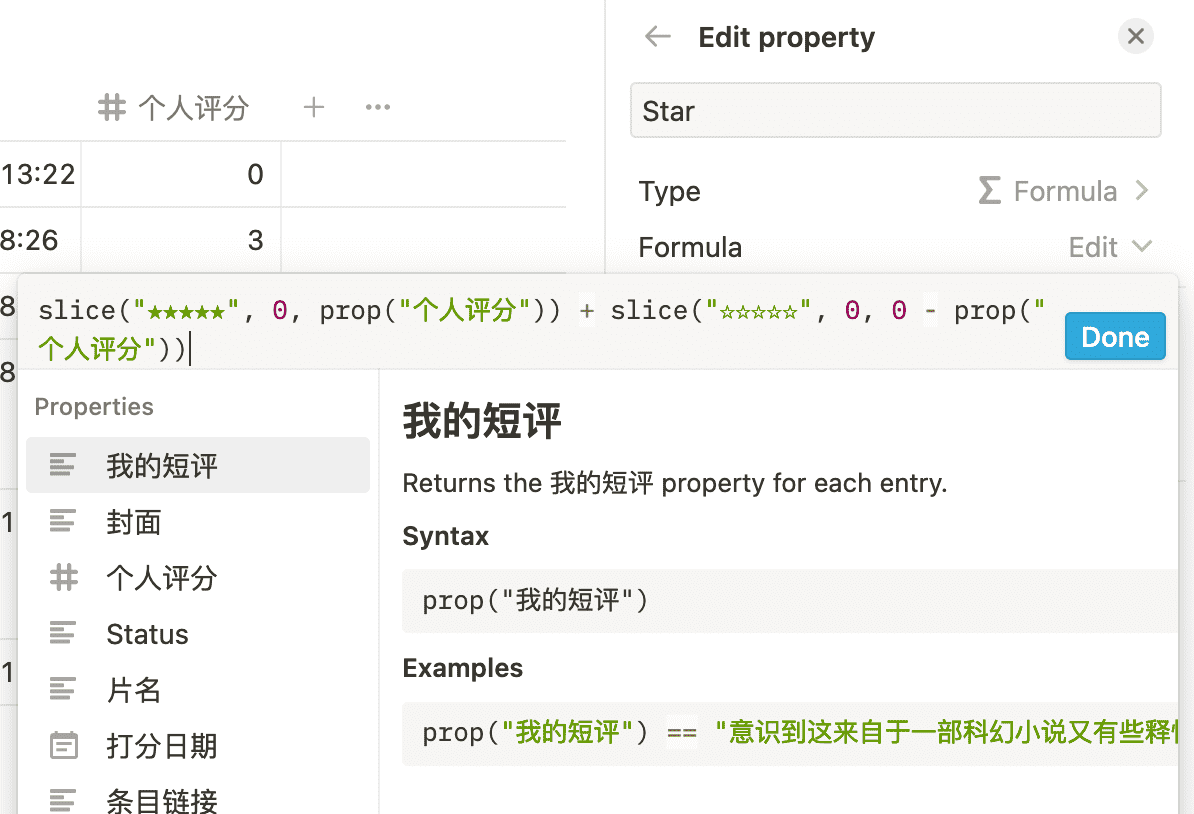 Edit property
个人评分
Star
13:22 0
Type Formula
8:26 3
Formula Edit
8
slice("★★★★★", 0, prop("个人评分")) + slice("☆☆☆☆☆", 0, 0 - prop("
个人评分"))
Done
8
Properties
我的短评
我的短评
Returns the 我的短评 property for each entry.
封面
1
Syntax
个人评分
prop("我的短评")
Status
Examples
1
片名
prop("我的短评") == "意识到这来自于一部科幻小说又有些释
打分日期
条目链接